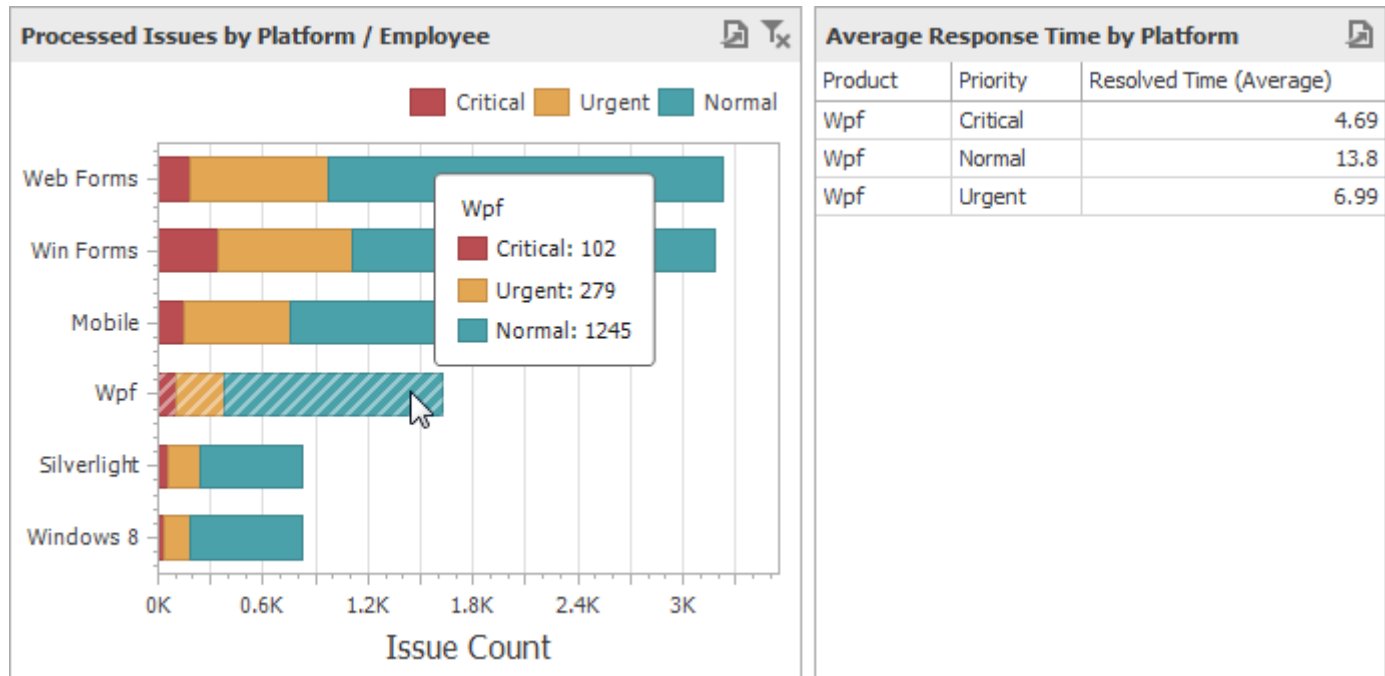 Processed Issues by Platform / Employee
Critical Urgent Normal
Web Forms
Win Forms
Mobile
Wpf
Silverlight
Windows 8
Wpf
Critical: 102
Urgent: 279
Normal: 1245
0K 0.6K 1.2K 1.8K 2.4K 3K
Issue Count
Average Response Time by Platform
Product Priority Resolved Time (Average)
Wpf Critical 4.69
Wpf Normal 13.8
Wpf Urgent 6.99